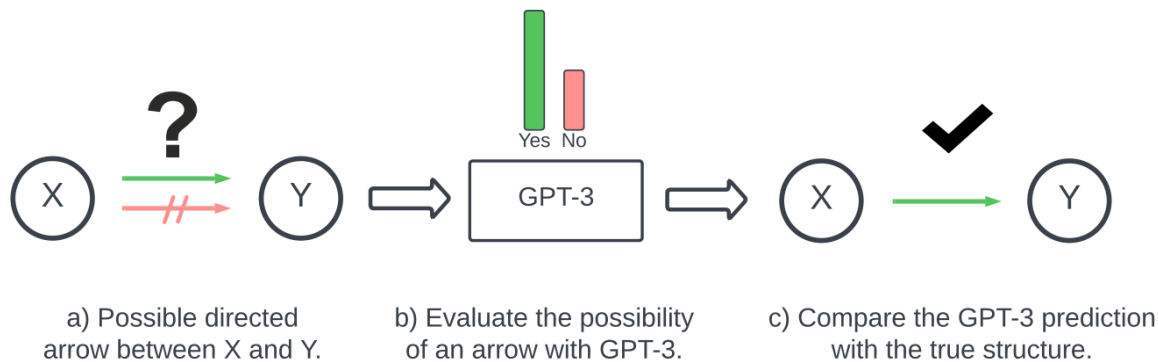 ?
Yes No
X
Y
GPT-3
X
Y
a) Possible directed
arrow between X and Y.
b) Evaluate the possibility
of an arrow with GPT-3.
c) Compare the GPT-3 prediction
with the true structure.